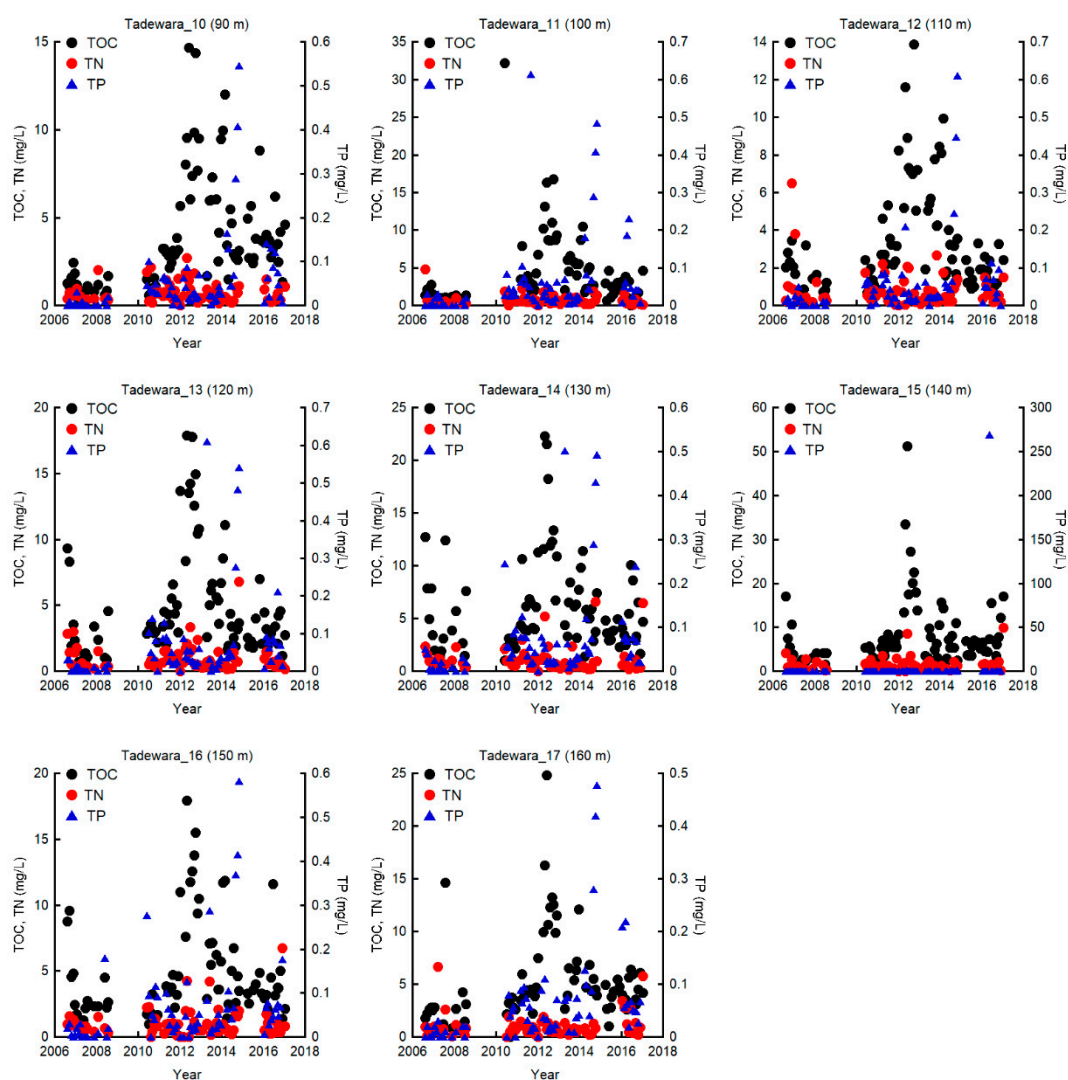 Tadewara_10 (90 m)
TOC
TN
TP
15
10
5
0
0.6
0.5
0.4
0.3
0.2
0.1
0
TOC, TN (mg/L)
TP (mg/L)
2006 2008 2010 2012 2014 2016 2018
Year
Tadewara_11 (100 m)
TOC
TN
TP
35
30
25
20
15
10
5
0
0.7
0.6
0.5
0.4
0.3
0.2
0.1
0
TOC, TN (mg/L)
TP (mg/L)
2006 2008 2010 2012 2014 2016 2018
Year
Tadewara_12 (110 m)
TOC
TN
TP
14
12
10
8
6
4
2
0
0.7
0.6
0.5
0.4
0.3
0.2
0.1
0
TOC, TN (mg/L)
TP (mg/L)
2006 2008 2010 2012 2014 2016 2018
Year
Tadewara_13 (120 m)
TOC
TN
TP
20
15
10
5
0
0.7
0.6
0.5
0.4
0.3
0.2
0.1
0
TOC, TN (mg/L)
TP (mg/L)
2006 2008 2010 2012 2014 2016 2018
Year
Tadewara_14 (130 m)
TOC
TN
TP
25
20
15
10
5
0
0.6
0.5
0.4
0.3
0.2
0.1
0
TOC, TN (mg/L)
TP (mg/L)
2006 2008 2010 2012 2014 2016 2018
Year
Tadewara_15 (140 m)
TOC
TN
TP
60
50
40
30
20
10
0
300
250
200
150
100
50
0
TOC, TN (mg/L)
TP (mg/L)
2006 2008 2010 2012 2014 2016 2018
Year
Tadewara_16 (150 m)
TOC
TN
TP
20
15
10
5
0
0.6
0.5
0.4
0.3
0.2
0.1
0
TOC, TN (mg/L)
TP (mg/L)
2006 2008 2010 2012 2014 2016 2018
Year
Tadewara_17 (160 m)
TOC
TN
TP
25
20
15
10
5
0
0.5
0.4
0.3
0.2
0.1
0
TOC, TN (mg/L)
TP (mg/L)
2006 2008 2010 2012 2014 2016 2018
Year